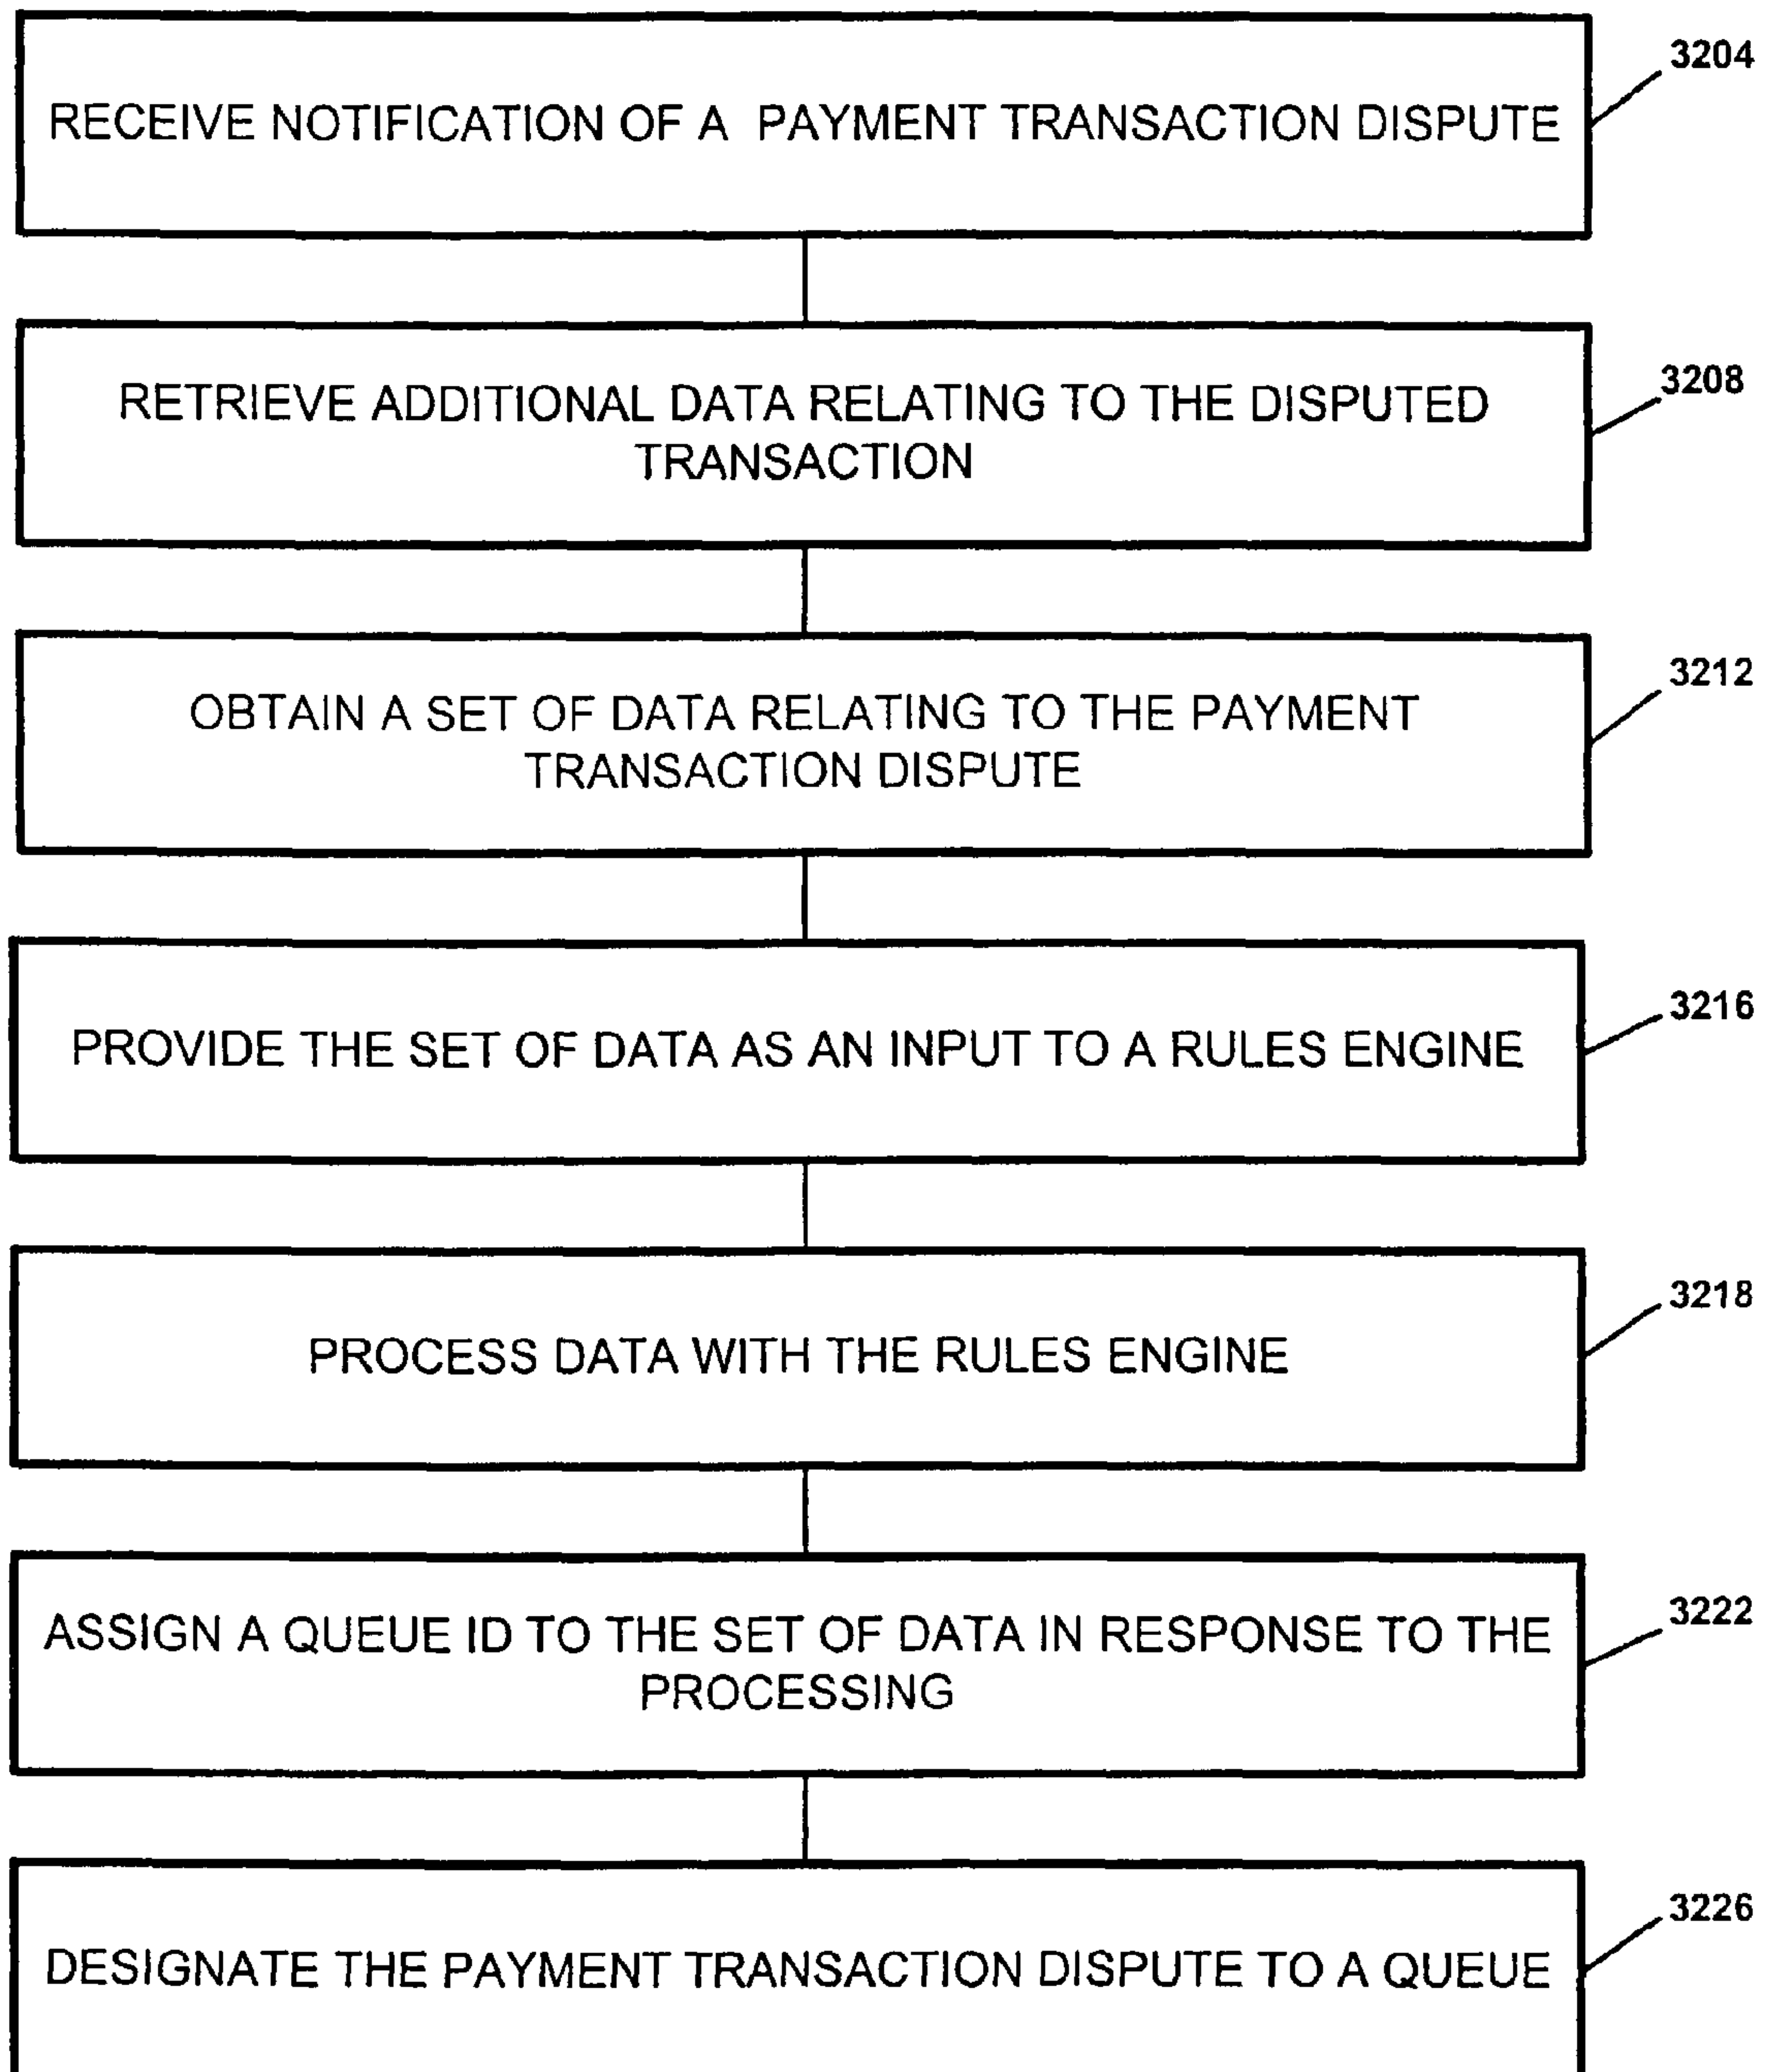 RECEIVE NOTIFICATION OF A PAYMENT TRANSACTION DISPUTE
3204
RETRIEVE ADDITIONAL DATA RELATING TO THE DISPUTED
TRANSACTION
3208
OBTAIN A SET OF DATA RELATING TO THE PAYMENT
TRANSACTION DISPUTE
3212
PROVIDE THE SET OF DATA AS AN INPUT TO A RULES ENGINE
3216
PROCESS DATA WITH THE RULES ENGINE
3218
ASSIGN A QUEUE ID TO THE SET OF DATA IN RESPONSE TO THE
PROCESSING
3222
DESIGNATE THE PAYMENT TRANSACTION DISPUTE TO A QUEUE
3226